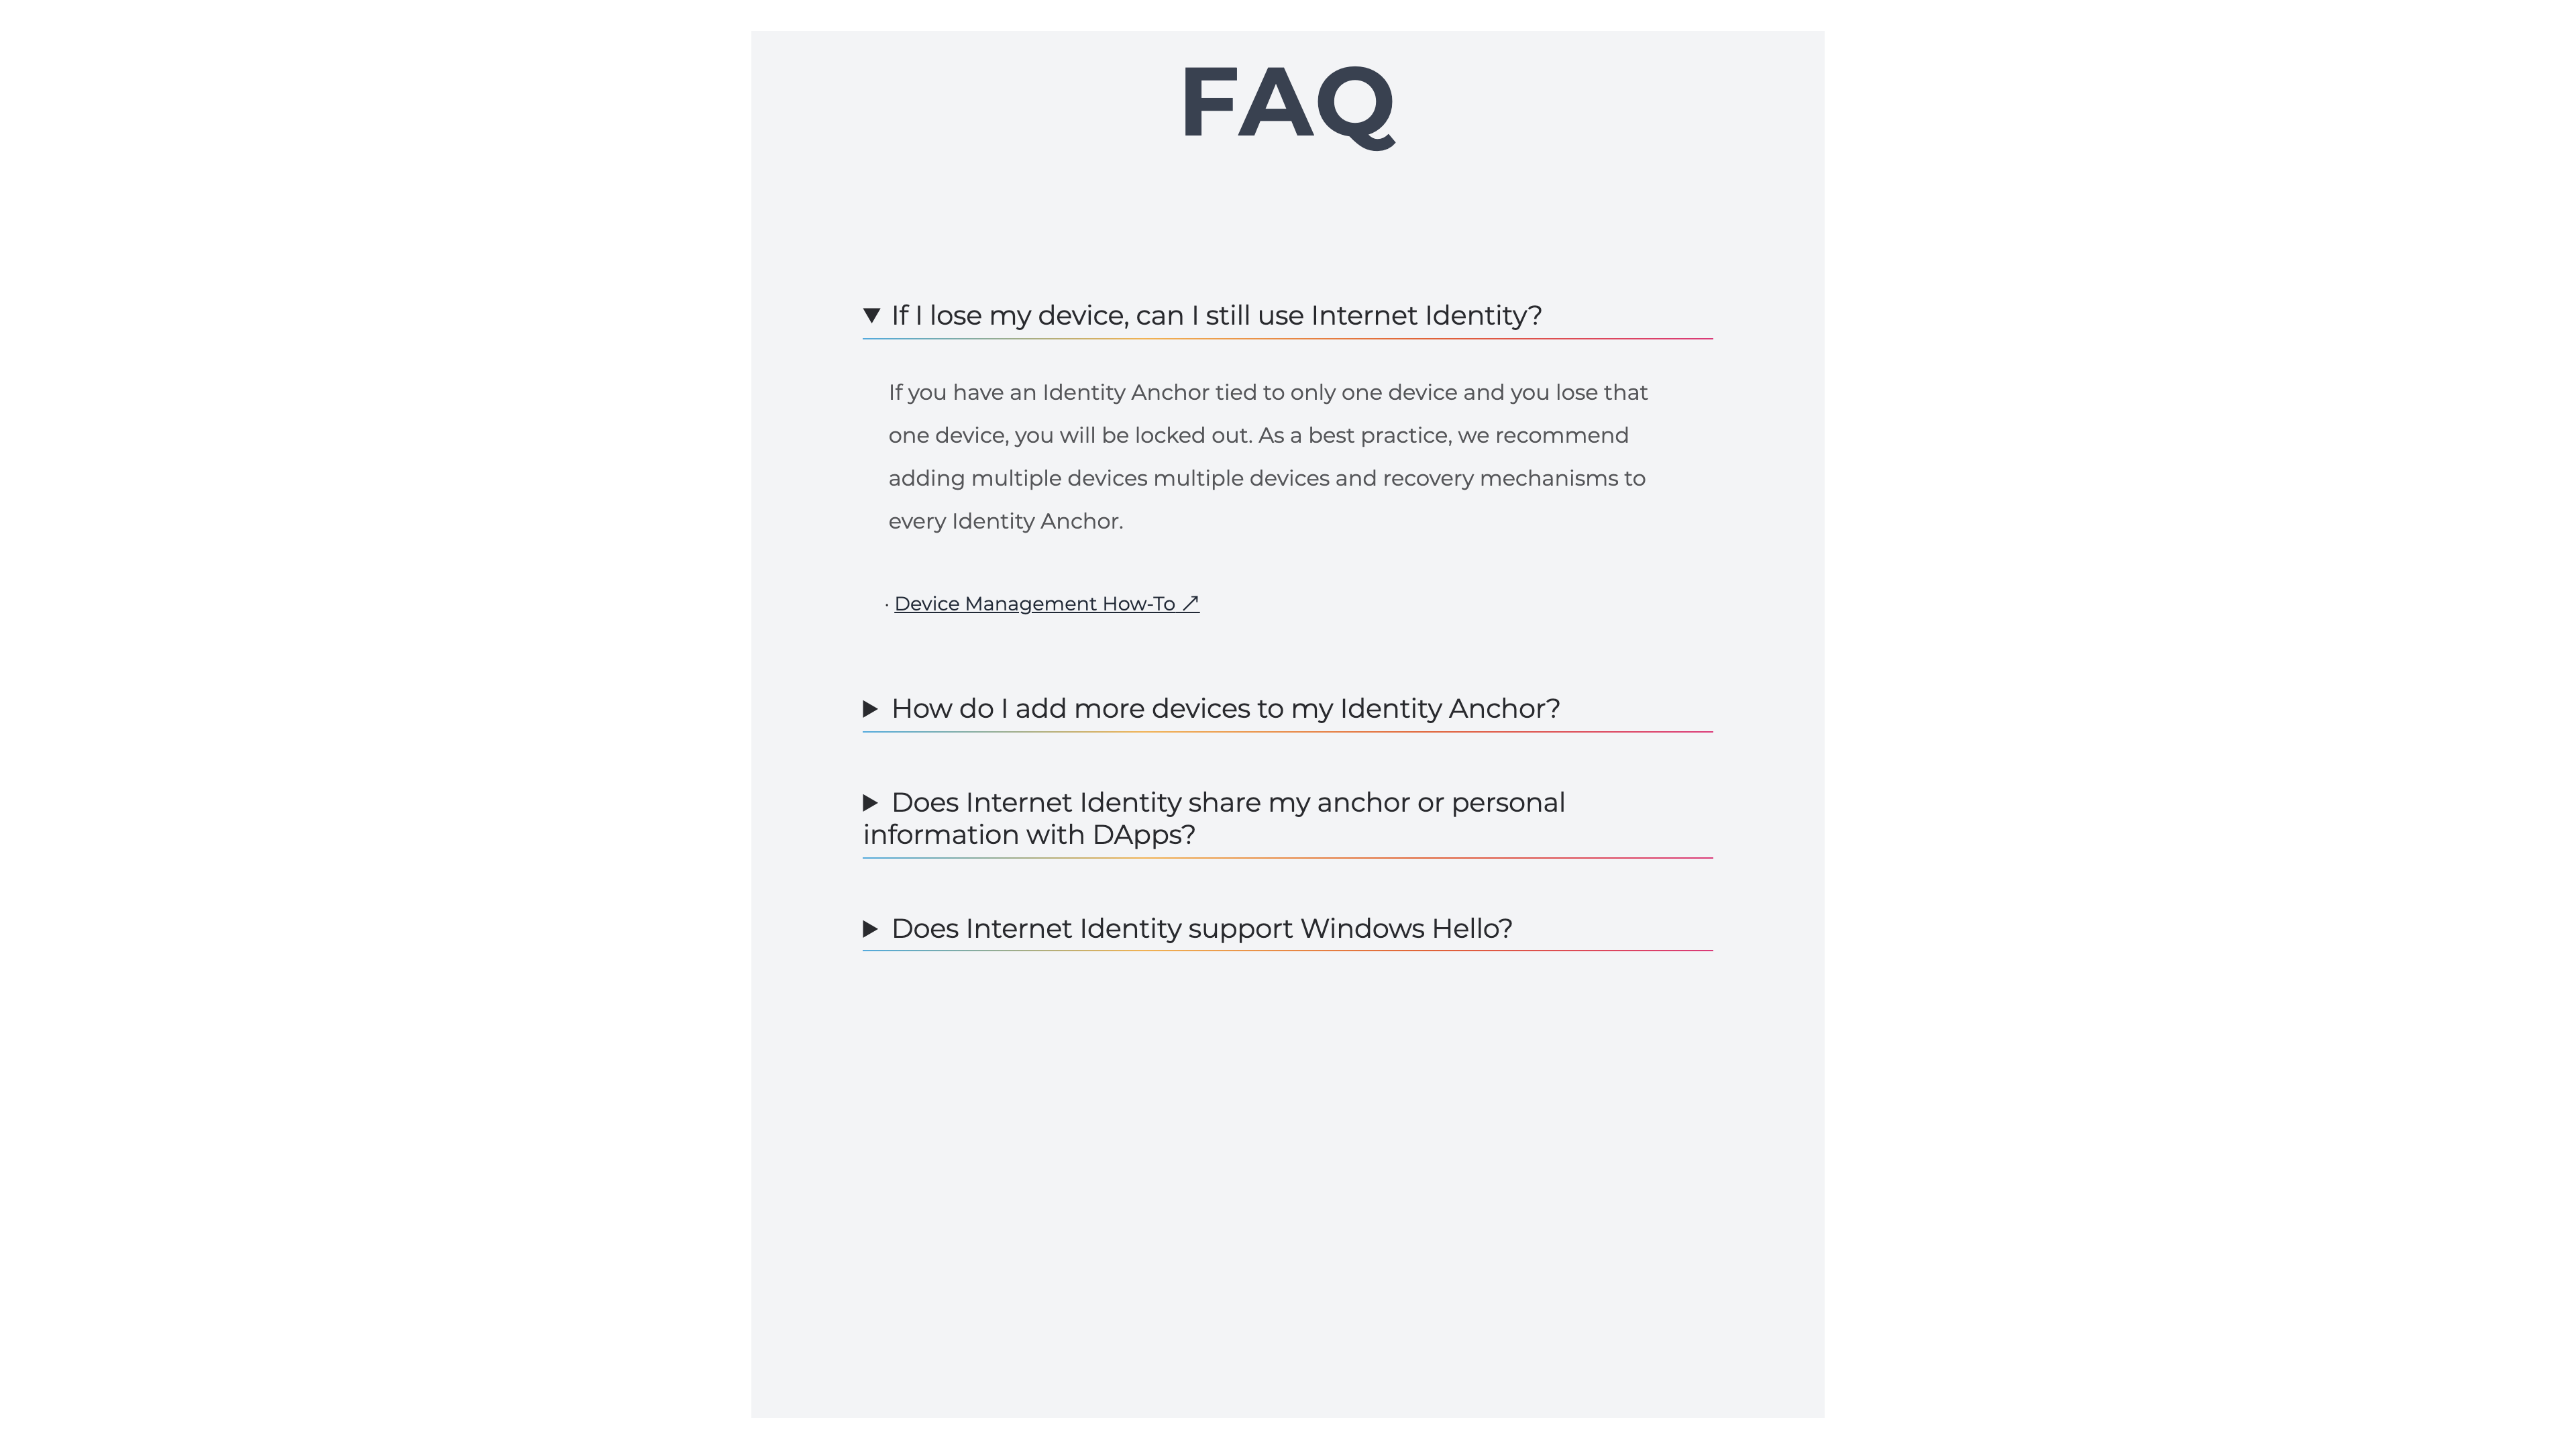 FAQ
▼ If I lose my device, can I still use Internet Identity?
If you have an Identity Anchor tied to only one device and you lose that
one device, you will be locked out. As a best practice, we recommend
adding multiple devices multiple devices and recovery mechanisms to
every Identity Anchor.
· Device Management How-To ↗
▶ How do I add more devices to my Identity Anchor?
▶ Does Internet Identity share my anchor or personal
information with DApps?
▶ Does Internet Identity support Windows Hello?